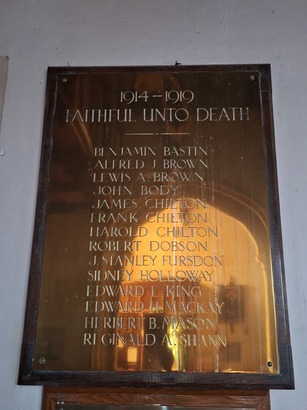 1914–1919
FAITHFUL UNTO DEATH
BENJAMIN BASTIN
ALFRED J. BROWN
LEWIS A. BROWN
JOHN BODY
JAMES CHILTON
FRANK CHILTON
HAROLD CHILTON
ROBERT DOBSON
J. STANLEY FURSDON
SIDNEY HOLLOWAY
EDWARD L. KING
EDWARD H. MACKAY
HERBERT B. MASON
REGINALD A. SHANN